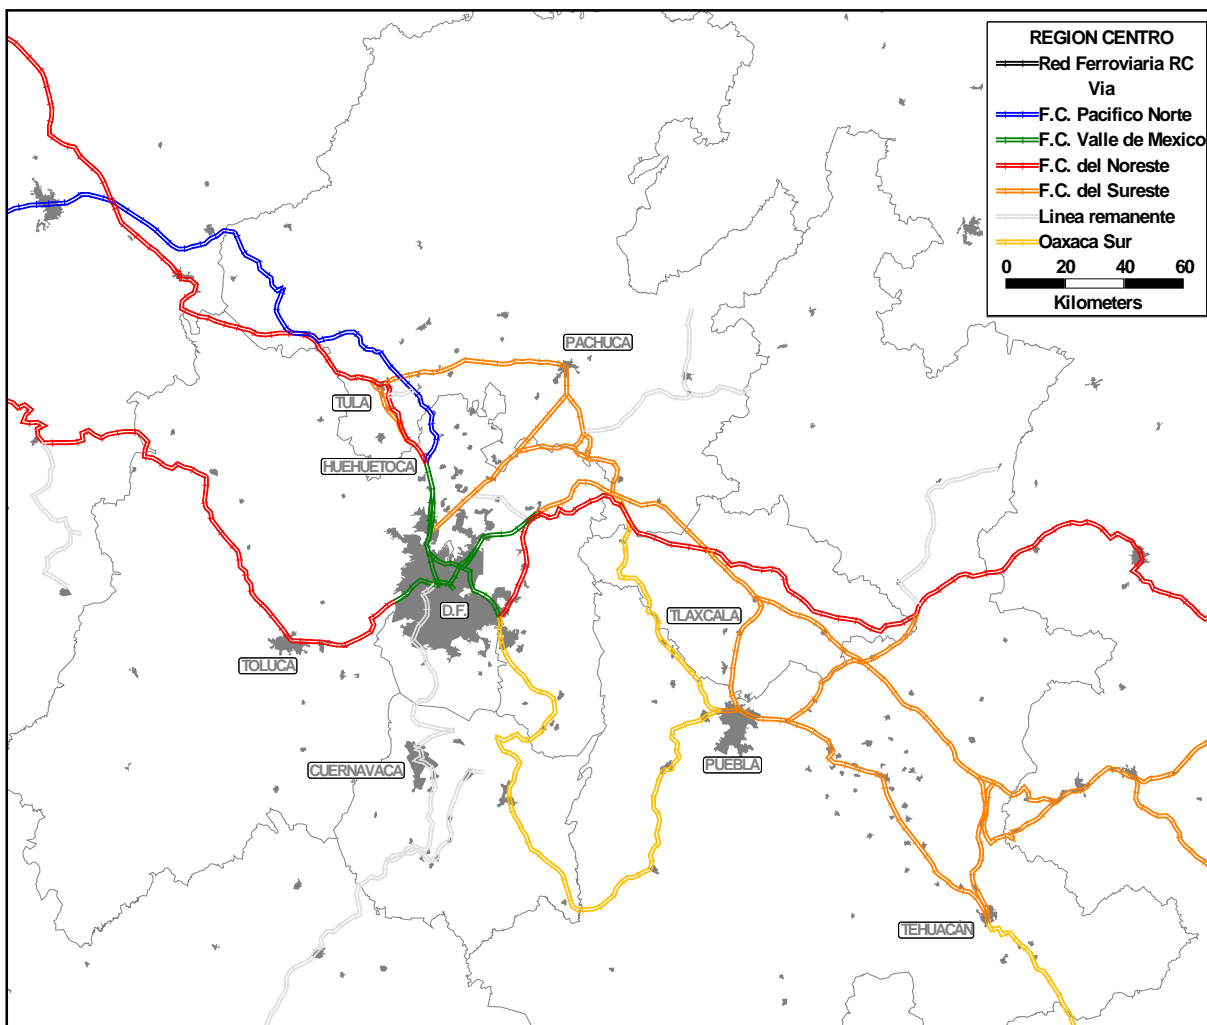 REGION CENTRO
Red Ferroviaria RC
Via
F.C. Pacifico Norte
F.C. Valle de Mexico
F.C. del Noreste
F.C. del Sureste
Linea remanente
Oaxaca Sur
0 20 40 60
Kilometers
PACHUCA
TULA
HUEHUETOCA
D.F.
TLAXCALA
TOLUCA
CUERNAVACA
PUEBLA
TEHUACÁN